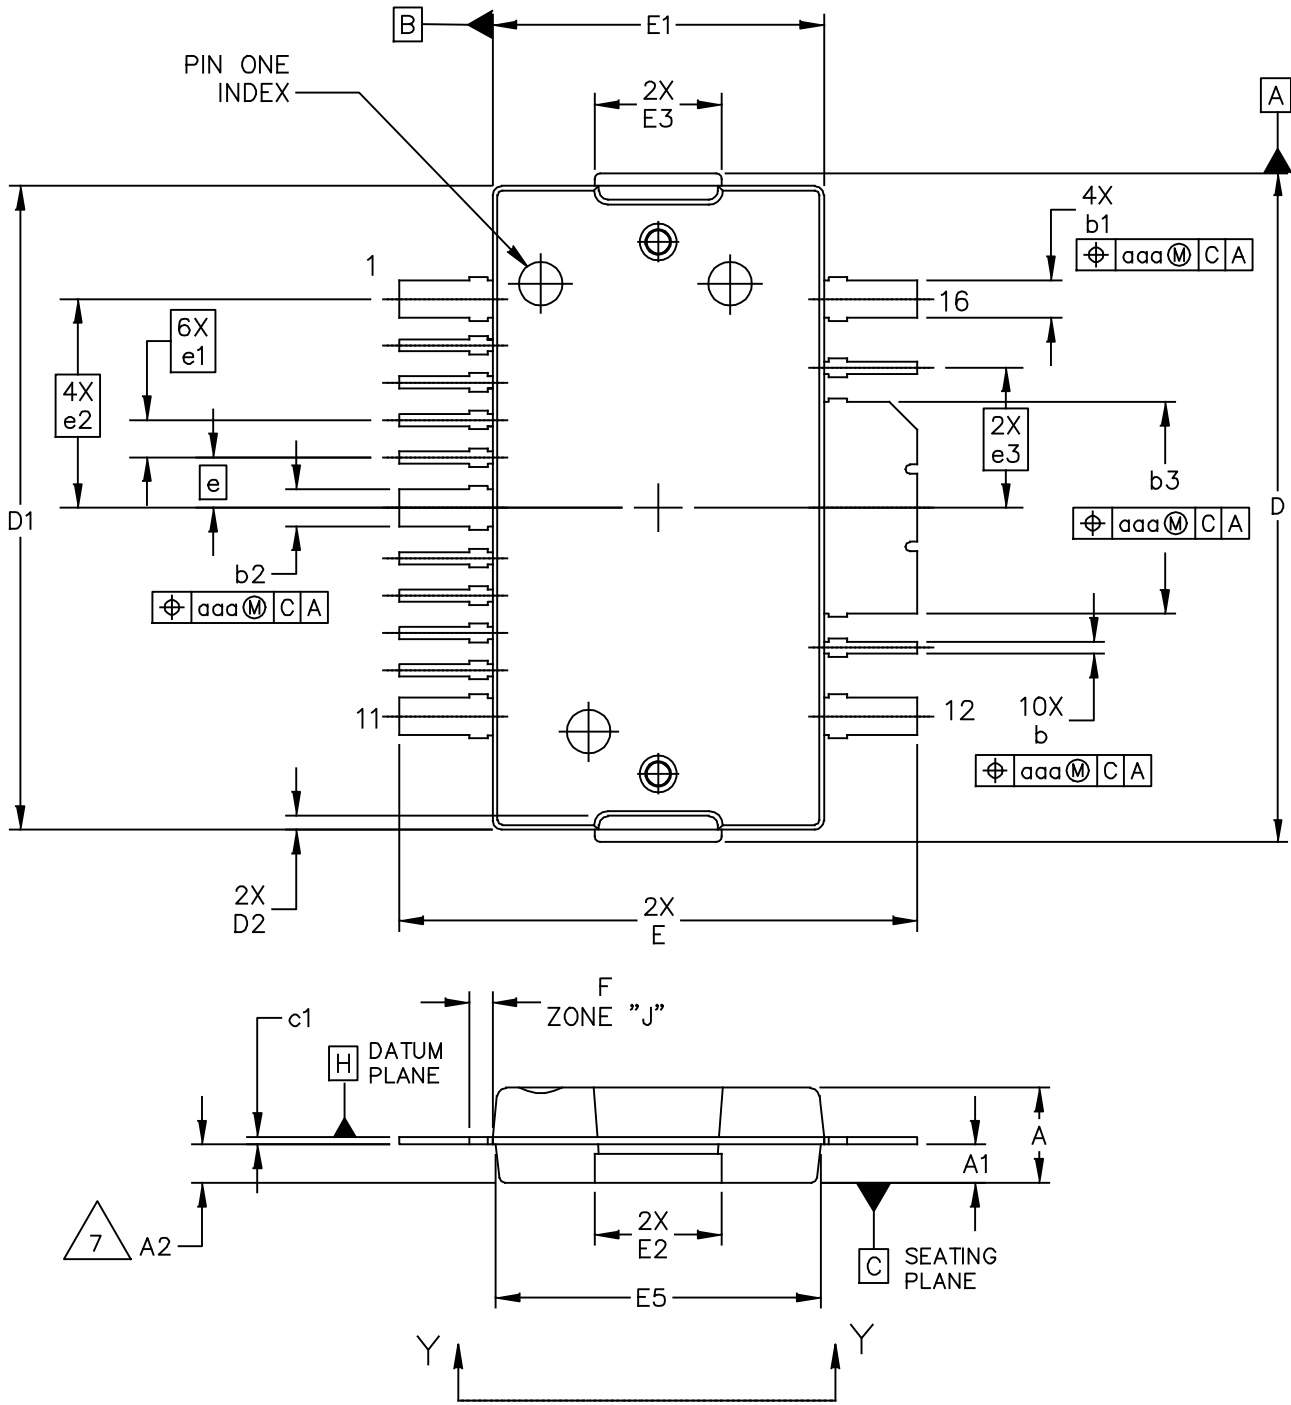 B
E1
PIN ONE
INDEX
2X
E3
A
4X
b1
⌖ aaa Ⓜ C A
1
16
6X
e1
4X
e2
2X
e3
e
b3
D1
D
⌖ aaa Ⓜ C A
b2
⌖ aaa Ⓜ C A
11
12
10X
b
⌖ aaa Ⓜ C A
2X
D2
2X
E
F
ZONE "J"
c1
H
DATUM
PLANE
A
A1
7
A2
2X
E2
C
SEATING
PLANE
E5
Y
Y